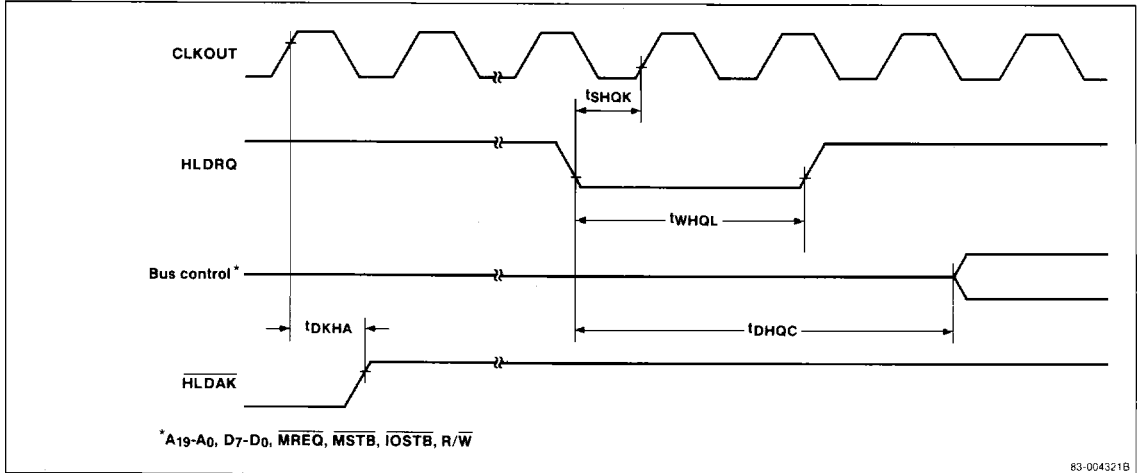 CLKOUT
tSHQK
HLDRQ
tWHQL
Bus control*
tDKHA
tDHQC
HLDAK
*A19-A0, D7-D0, MREQ, MSTB, IOSTB, R/W
83-004321B